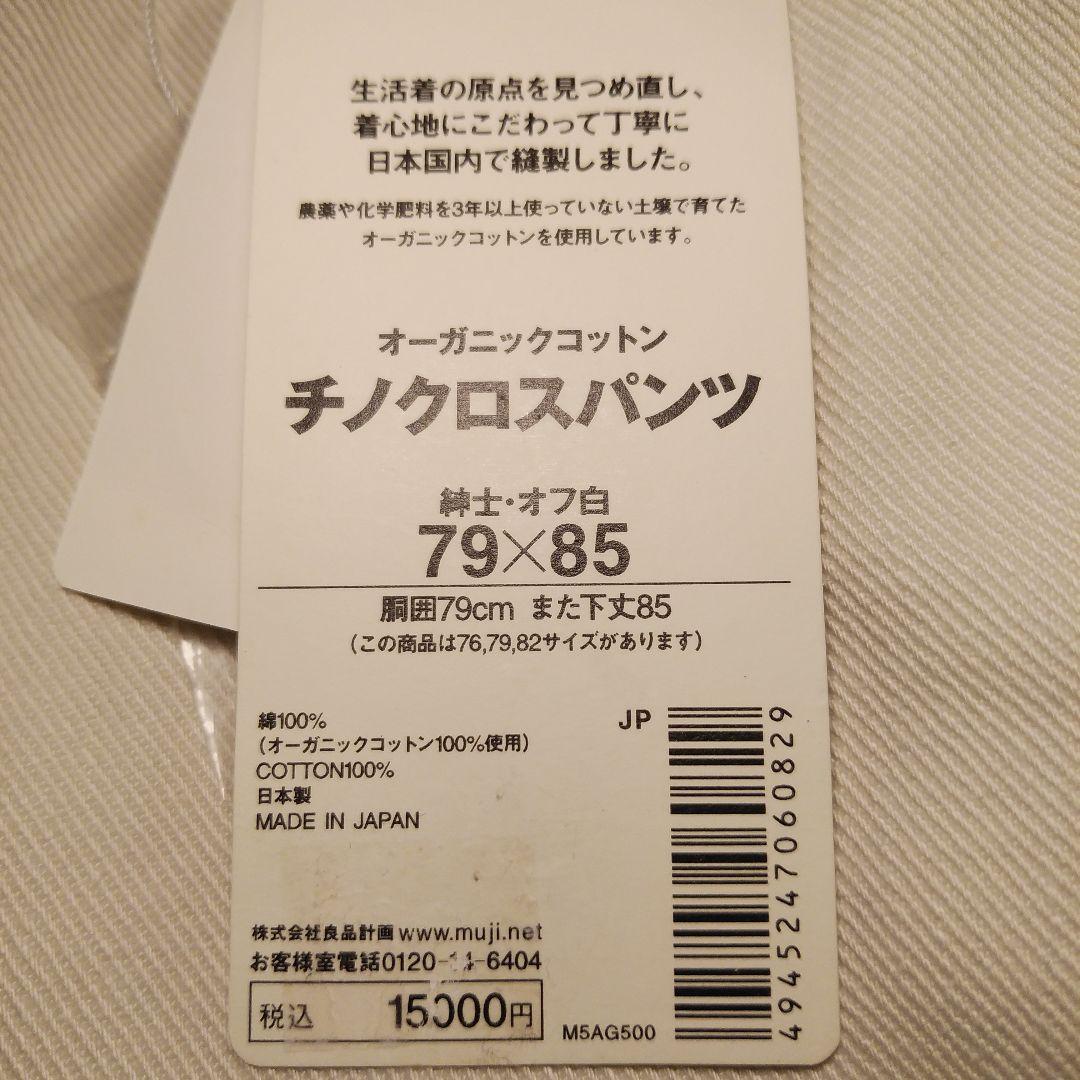 生活着の原点を見つめ直し、
着心地にこだわって丁寧に
日本国内で縫製しました。
農薬や化学肥料を3年以上使っていない土壌で育てた
オーガニックコットンを使用しています。
オーガニックコットン
チノクロスパンツ
紳士・オフ白
79×85
胴囲79cm また下丈85
(この商品は76,79,82サイズがあります)
綿100%
(オーガニックコットン100%使用)
COTTON100%
日本製
MADE IN JAPAN
JP
4945247060829
株式会社良品計画 www.muji.net
お客様室電話0120-14-6404
税込 15000円
M5AG500